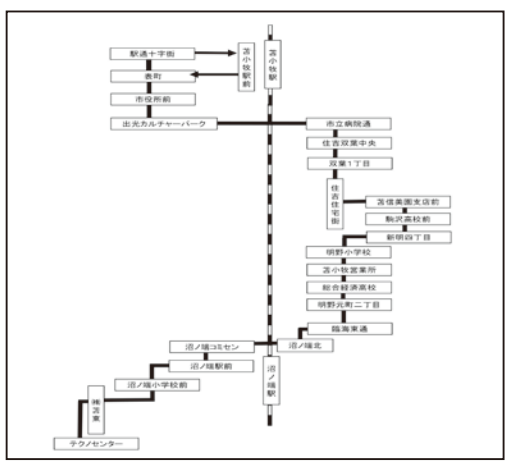 駅通十字街
苫小牧駅前
苫小牧駅
表町
市役所前
出光カルチャーパーク
市立病院通
住吉双葉中央
双葉1丁目
住吉住宅街
苫信美園支店前
駒沢高校前
新明四丁目
明野小学校
苫小牧営業所
総合経済高校
明野元町二丁目
臨海東通
沼ノ端北
沼ノ端コミセン
沼ノ端駅前
沼ノ端駅
沼ノ端小学校前
㈱苫東
テクノセンター